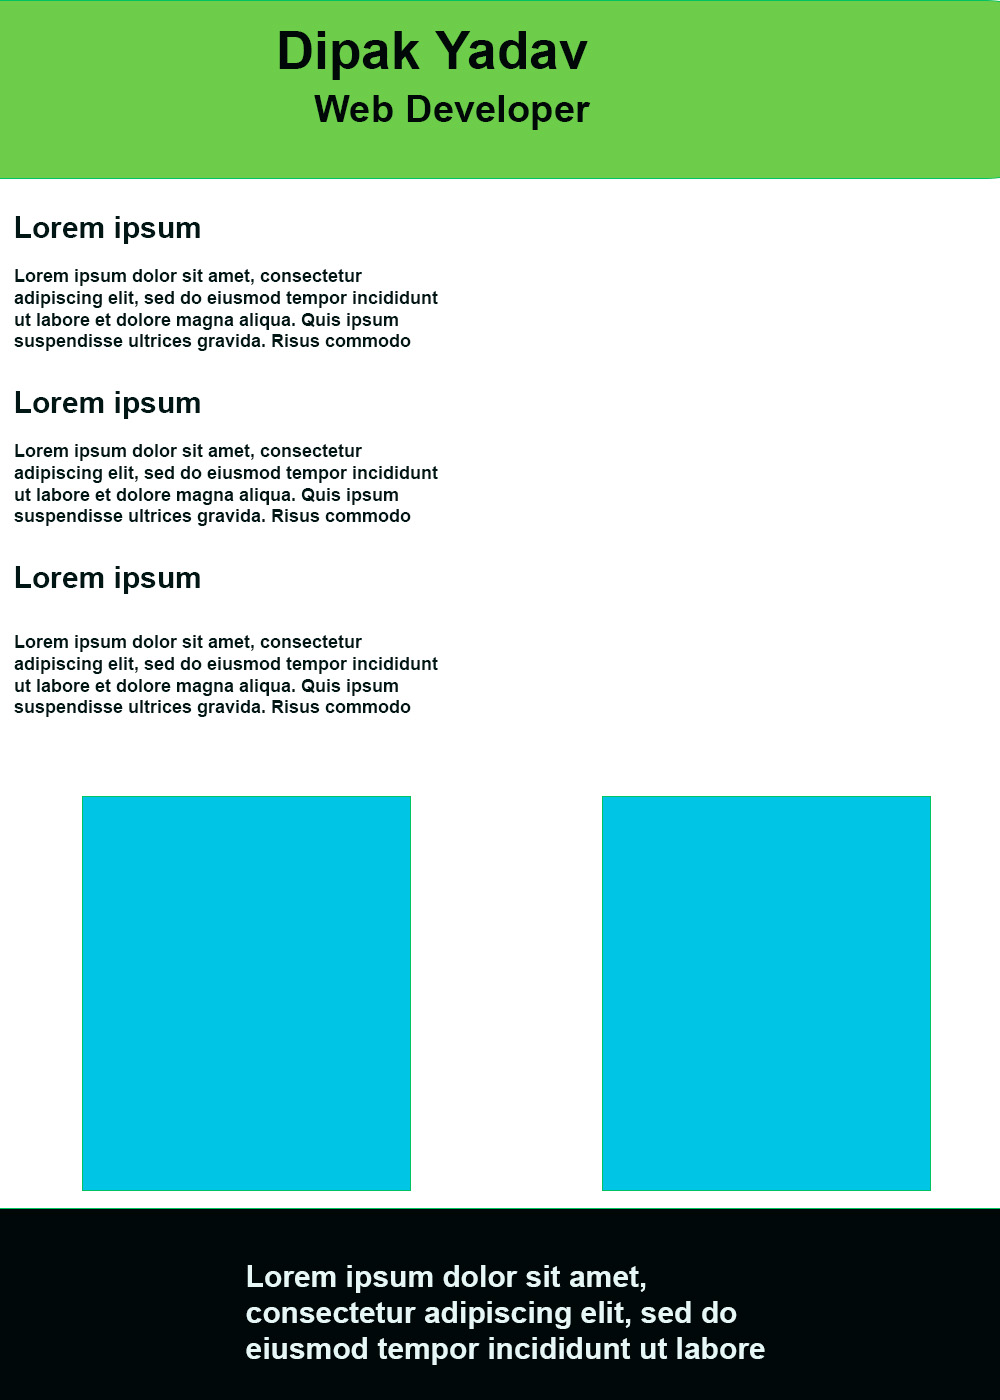 Dipak Yadav
Web Developer
Lorem ipsum
Lorem ipsum dolor sit amet, consectetur
adipiscing elit, sed do eiusmod tempor incididunt
ut labore et dolore magna aliqua. Quis ipsum
suspendisse ultrices gravida. Risus commodo
Lorem ipsum
Lorem ipsum dolor sit amet, consectetur
adipiscing elit, sed do eiusmod tempor incididunt
ut labore et dolore magna aliqua. Quis ipsum
suspendisse ultrices gravida. Risus commodo
Lorem ipsum
Lorem ipsum dolor sit amet, consectetur
adipiscing elit, sed do eiusmod tempor incididunt
ut labore et dolore magna aliqua. Quis ipsum
suspendisse ultrices gravida. Risus commodo
Lorem ipsum dolor sit amet,
consectetur adipiscing elit, sed do
eiusmod tempor incididunt ut labore